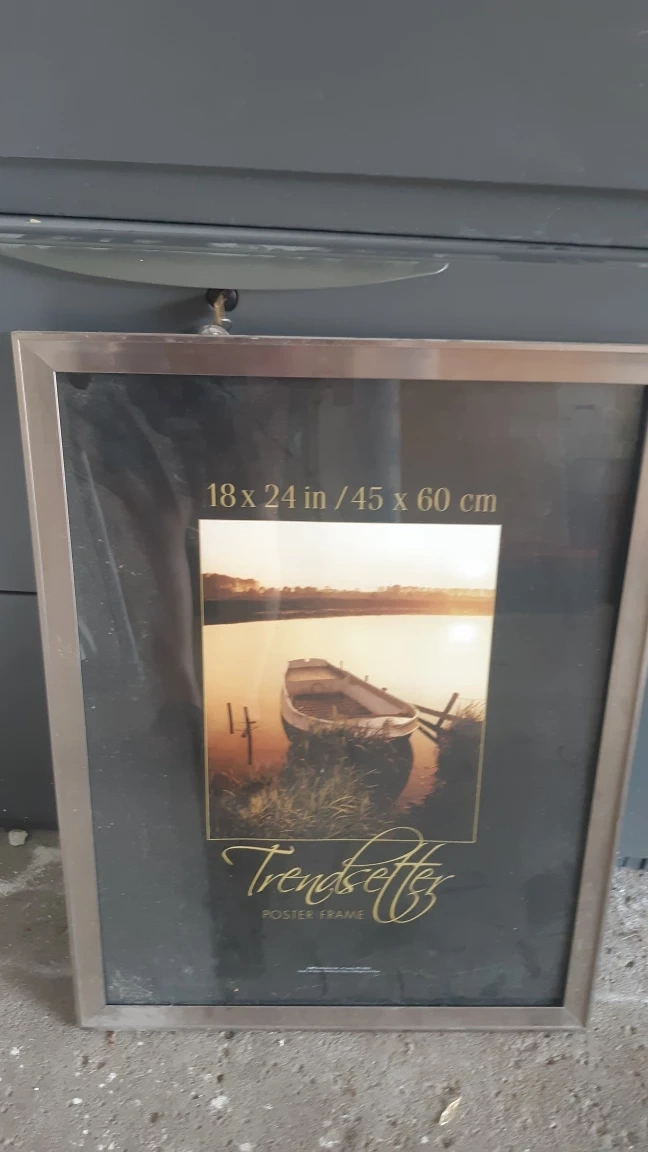 18 x 24 in / 45 x 60 cm
Trendsetter
POSTER FRAME